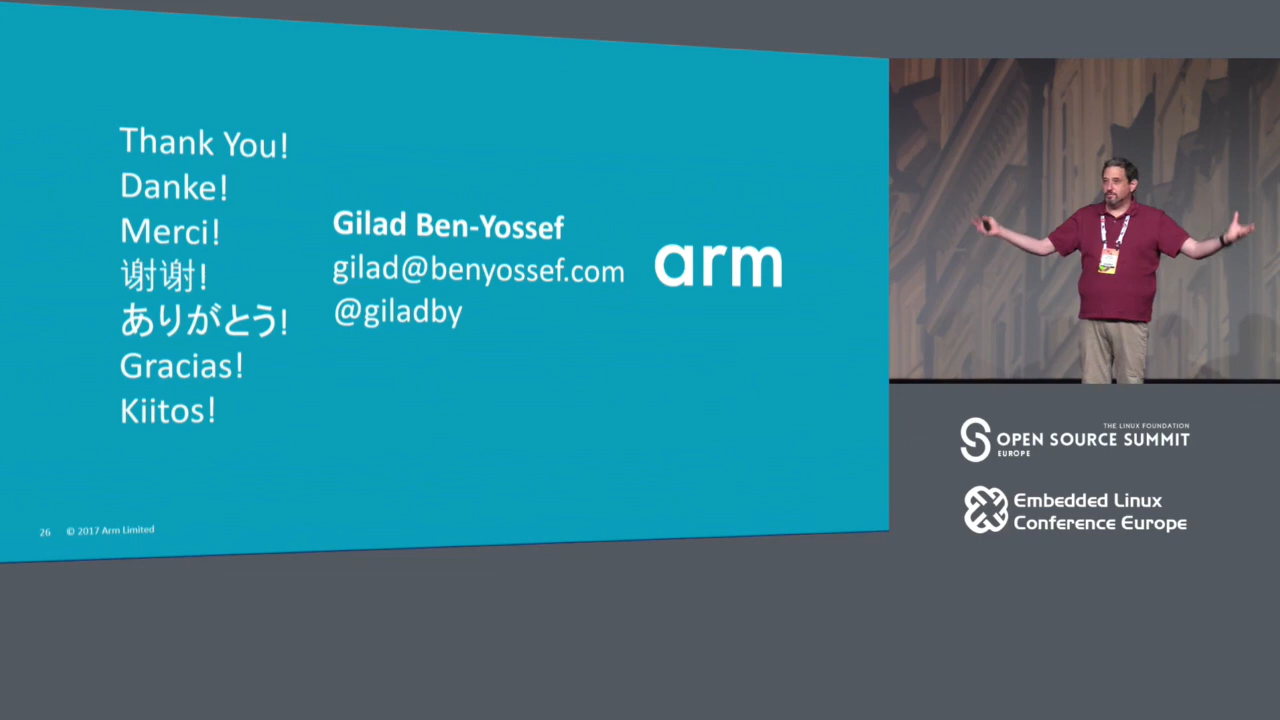 Thank You!
Danke!
Merci!
谢谢!
ありがとう!
Gracias!
Kiitos!
Gilad Ben-Yossef
gilad@benyossef.com
@giladby
arm
26 © 2017 Arm Limited
THE LINUX FOUNDATION
OPEN SOURCE SUMMIT
EUROPE
Embedded Linux
Conference Europe